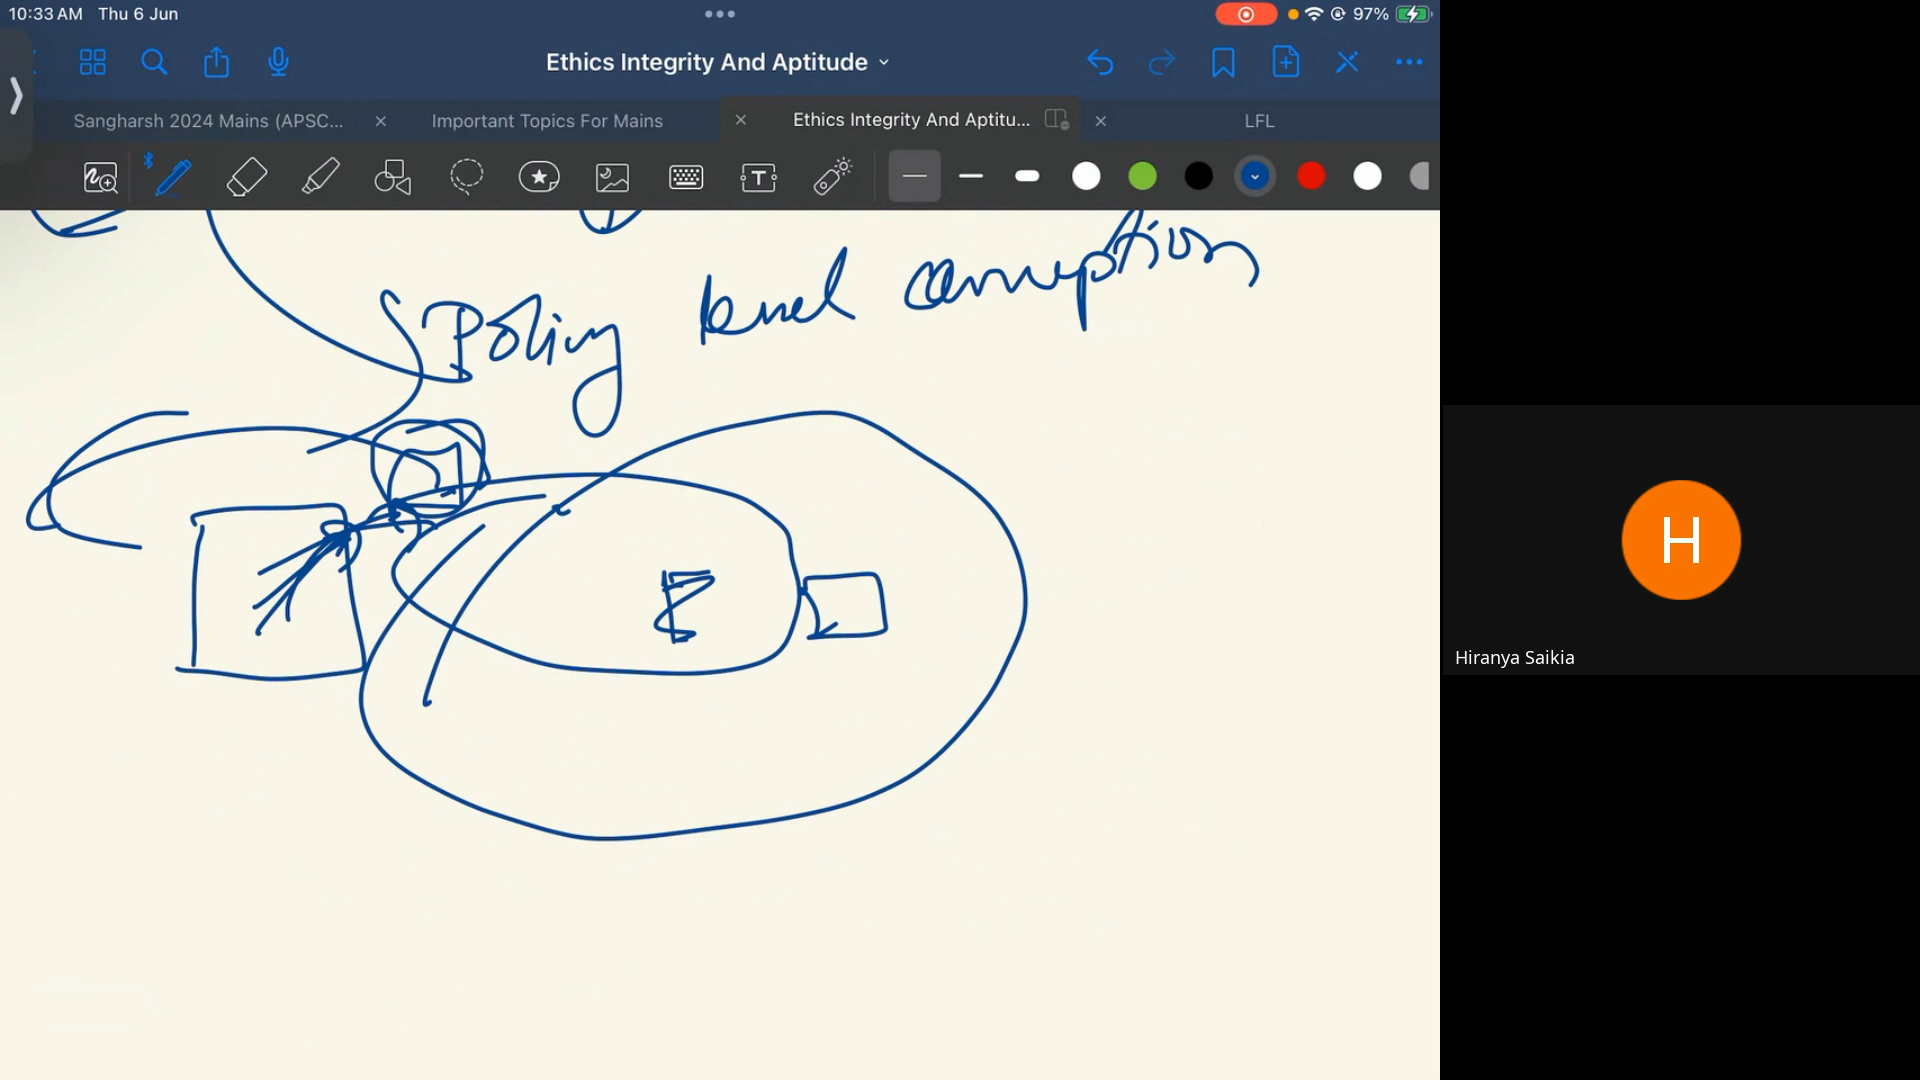 10:33 AM Thu 6 Jun
97%
Ethics Integrity And Aptitude
Sangharsh 2024 Mains (APSC...
Important Topics For Mains
Ethics Integrity And Aptitu...
LFL
T
Policy level corruption
H
Hiranya Saikia